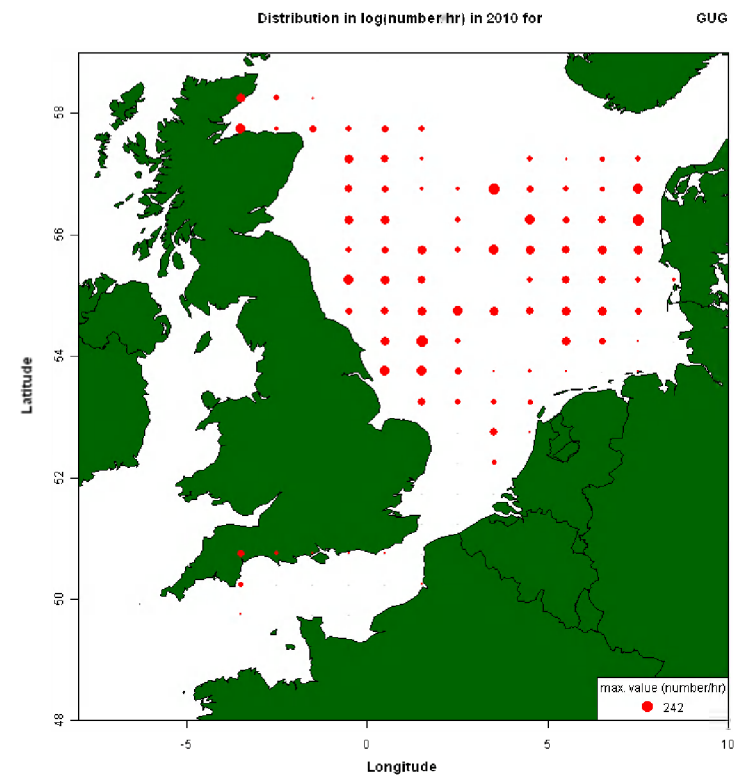 Distribution in log(number/hr) in 2010 for GUG
58
56
54
52
50
48
Latitude
-5 0 5 10
Longitude
max. value (number/hr)
242